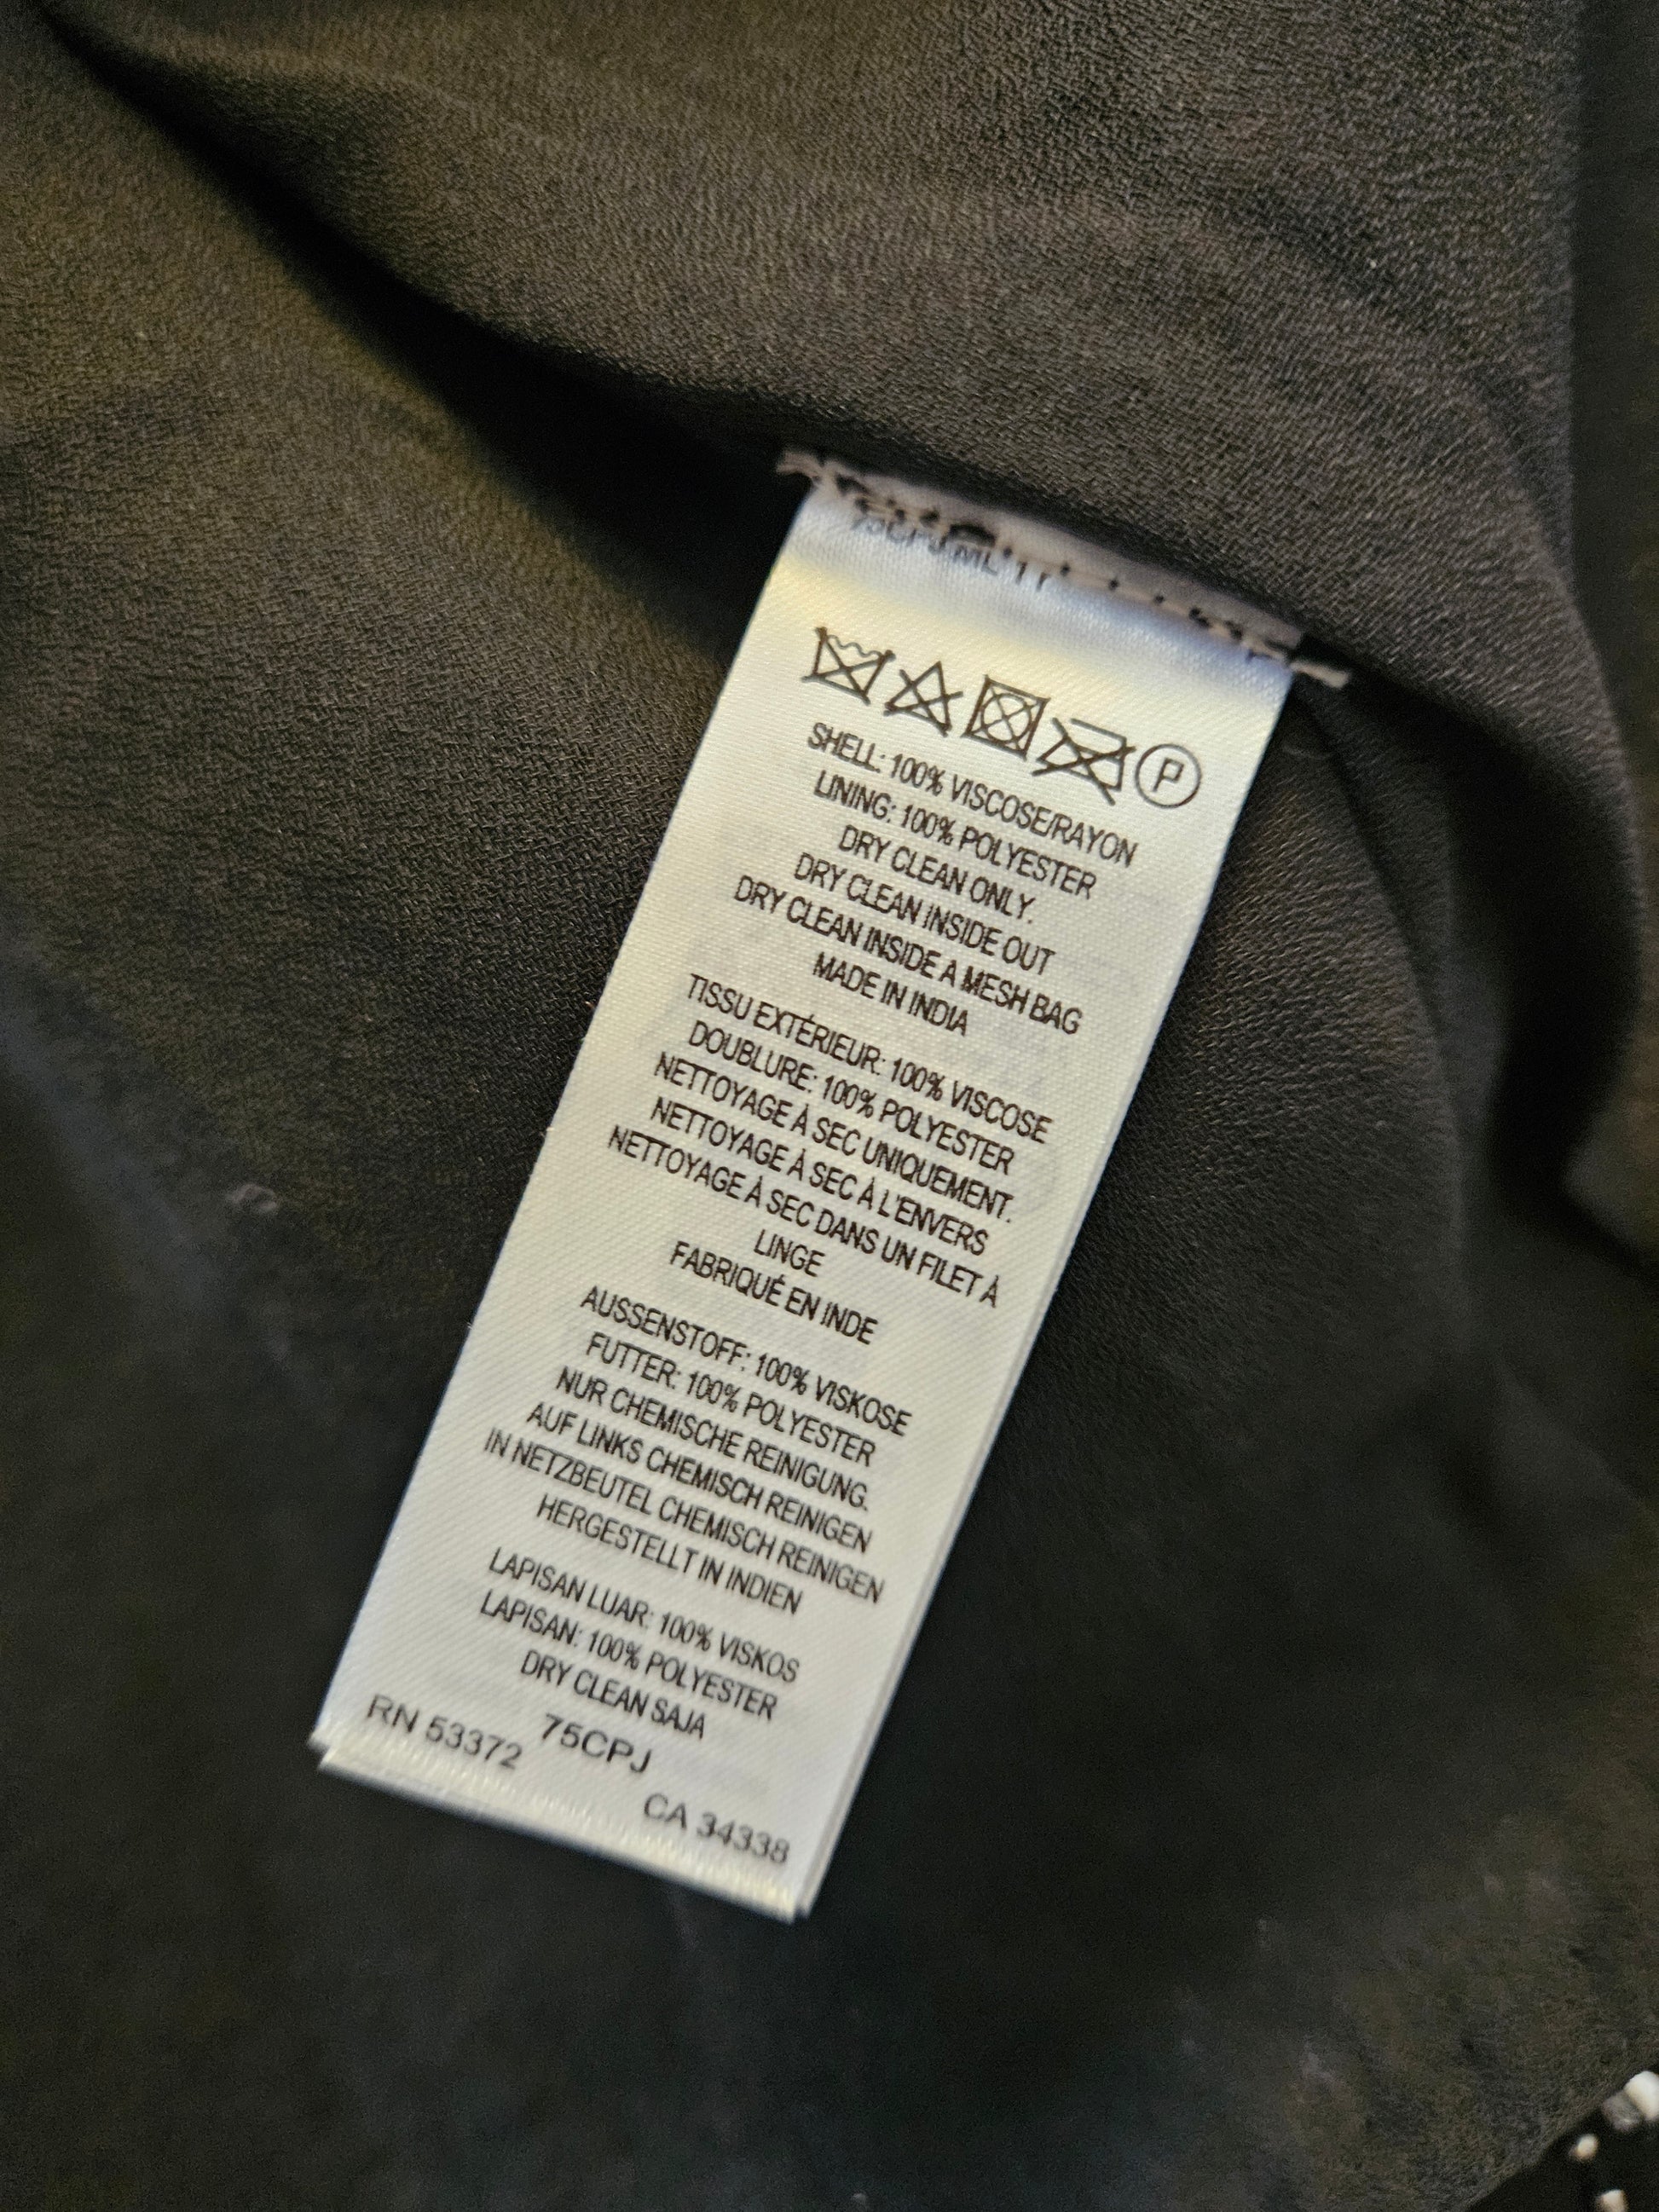 P
SHELL: 100% VISCOSE/RAYON
LINING: 100% POLYESTER
DRY CLEAN ONLY.
DRY CLEAN INSIDE OUT
DRY CLEAN INSIDE A MESH BAG
MADE IN INDIA
TISSU EXTÉRIEUR: 100% VISCOSE
DOUBLURE: 100% POLYESTER
NETTOYAGE À SEC UNIQUEMENT.
NETTOYAGE À SEC À L'ENVERS
NETTOYAGE À SEC DANS UN FILET À
LINGE
FABRIQUÉ EN INDE
AUSSENSTOFF: 100% VISKOSE
FUTTER: 100% POLYESTER
NUR CHEMISCHE REINIGUNG.
AUF LINKS CHEMISCH REINIGEN
IN NETZBEUTEL CHEMISCH REINIGEN
HERGESTELLT IN INDIEN
LAPISAN LUAR: 100% VISKOS
LAPISAN: 100% POLYESTER
DRY CLEAN SAJA
75CPJ
RN 53372
CA 34338